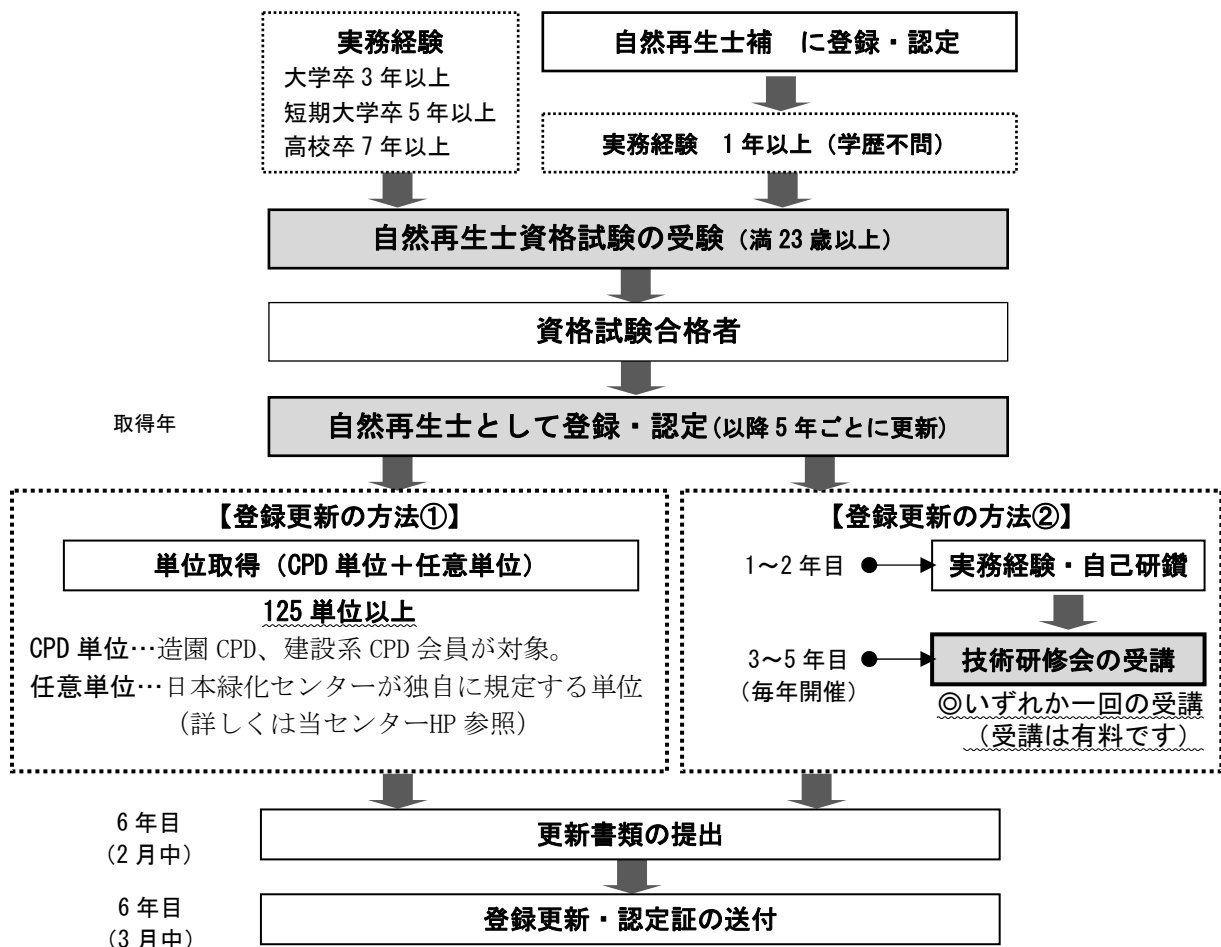 実務経験
大学卒 3 年以上
短期大学卒 5 年以上
高校卒 7 年以上
自然再生士補　に登録・認定
実務経験　1 年以上（学歴不問）
自然再生士資格試験の受験（満 23 歳以上）
資格試験合格者
取得年
自然再生士として登録・認定(以降 5 年ごとに更新)
【登録更新の方法①】
単位取得（CPD 単位＋任意単位）
125 単位以上
CPD 単位…造園 CPD、建設系 CPD 会員が対象。
任意単位…日本緑化センターが独自に規定する単位
（詳しくは当センターHP 参照）
【登録更新の方法②】
1～2 年目
実務経験・自己研鑽
3～5 年目
（毎年開催）
技術研修会の受講
◎いずれか一回の受講
（受講は有料です）
6 年目
（2 月中）
更新書類の提出
6 年目
（3 月中）
登録更新・認定証の送付